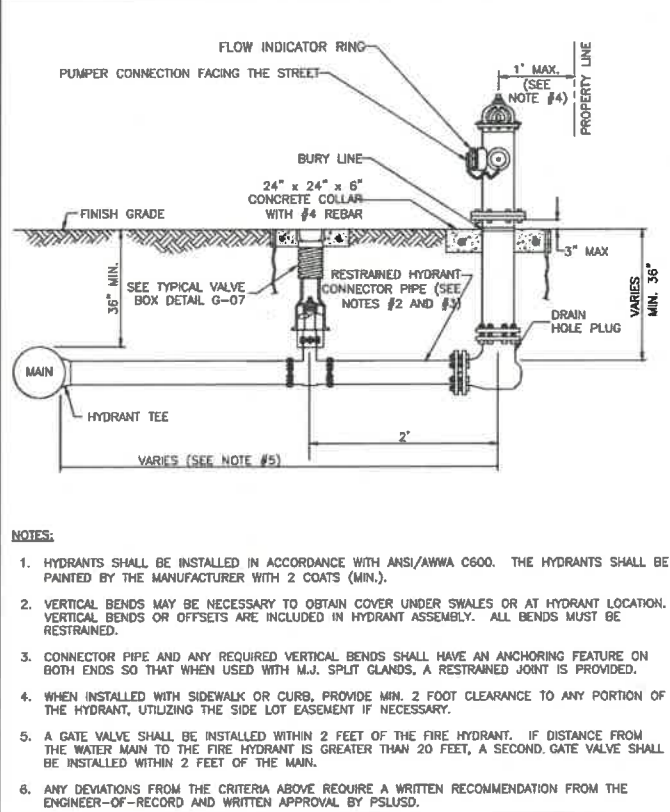 FLOW INDICATOR RING
PUMPER CONNECTION FACING THE STREET
1' MAX.
(SEE
NOTE #4)
PROPERTY LINE
BURY LINE
24" x 24" x 6"
CONCRETE COLLAR
WITH #4 REBAR
FINISH GRADE
3" MAX
36" MIN.
SEE TYPICAL VALVE
BOX DETAIL G-07
RESTRAINED HYDRANT
CONNECTOR PIPE (SEE
NOTES #2 AND #3)
VARIES
MIN. 36"
DRAIN
HOLE PLUG
MAIN
HYDRANT TEE
2'
VARIES (SEE NOTE #5)
NOTES:
1. HYDRANTS SHALL BE INSTALLED IN ACCORDANCE WITH ANSI/AWWA C600. THE HYDRANTS SHALL BE
PAINTED BY THE MANUFACTURER WITH 2 COATS (MIN.).
2. VERTICAL BENDS MAY BE NECESSARY TO OBTAIN COVER UNDER SWALES OR AT HYDRANT LOCATION.
VERTICAL BENDS OR OFFSETS ARE INCLUDED IN HYDRANT ASSEMBLY. ALL BENDS MUST BE
RESTRAINED.
3. CONNECTOR PIPE AND ANY REQUIRED VERTICAL BENDS SHALL HAVE AN ANCHORING FEATURE ON
BOTH ENDS SO THAT WHEN USED WITH M.J. SPLIT GLANDS, A RESTRAINED JOINT IS PROVIDED.
4. WHEN INSTALLED WITH SIDEWALK OR CURB, PROVIDE MIN. 2 FOOT CLEARANCE TO ANY PORTION OF
THE HYDRANT, UTILIZING THE SIDE LOT EASEMENT IF NECESSARY.
5. A GATE VALVE SHALL BE INSTALLED WITHIN 2 FEET OF THE FIRE HYDRANT. IF DISTANCE FROM
THE WATER MAIN TO THE FIRE HYDRANT IS GREATER THAN 20 FEET, A SECOND. GATE VALVE SHALL
BE INSTALLED WITHIN 2 FEET OF THE MAIN.
6. ANY DEVIATIONS FROM THE CRITERIA ABOVE REQUIRE A WRITTEN RECOMMENDATION FROM THE
ENGINEER-OF-RECORD AND WRITTEN APPROVAL BY PSLUSD.